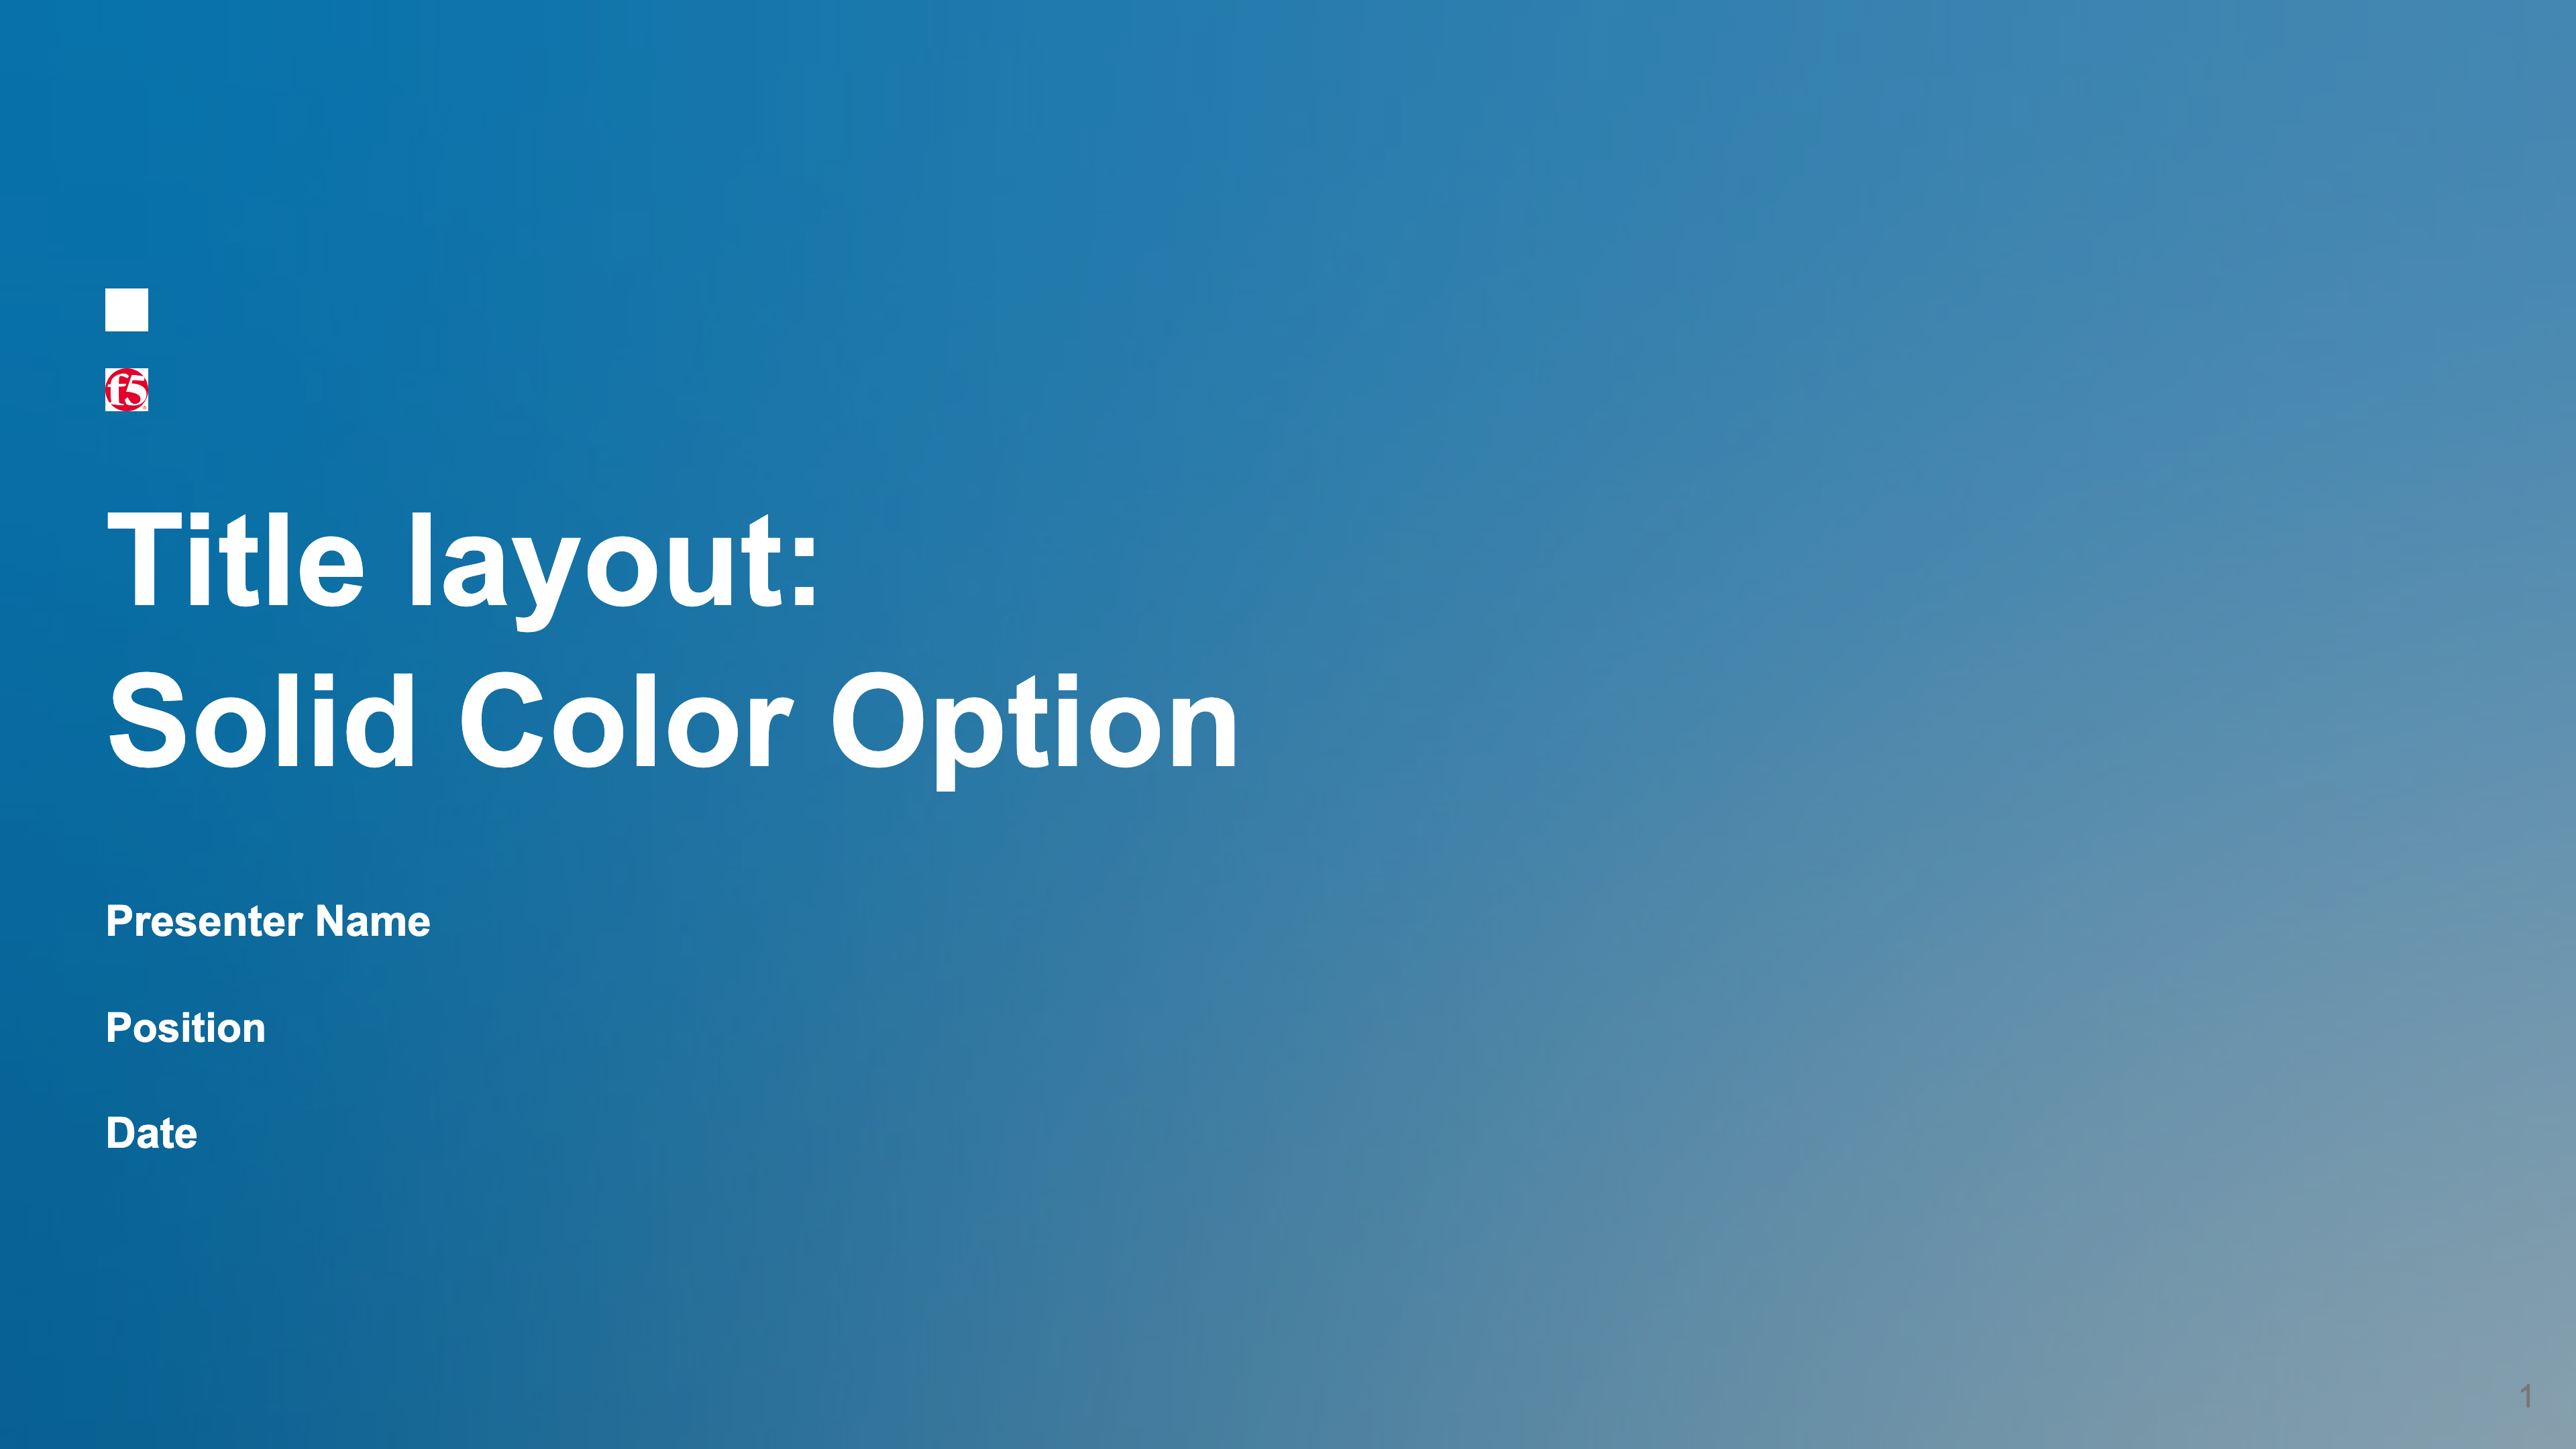 f5
Title layout:
Solid Color Option
Presenter Name
Position
Date
1